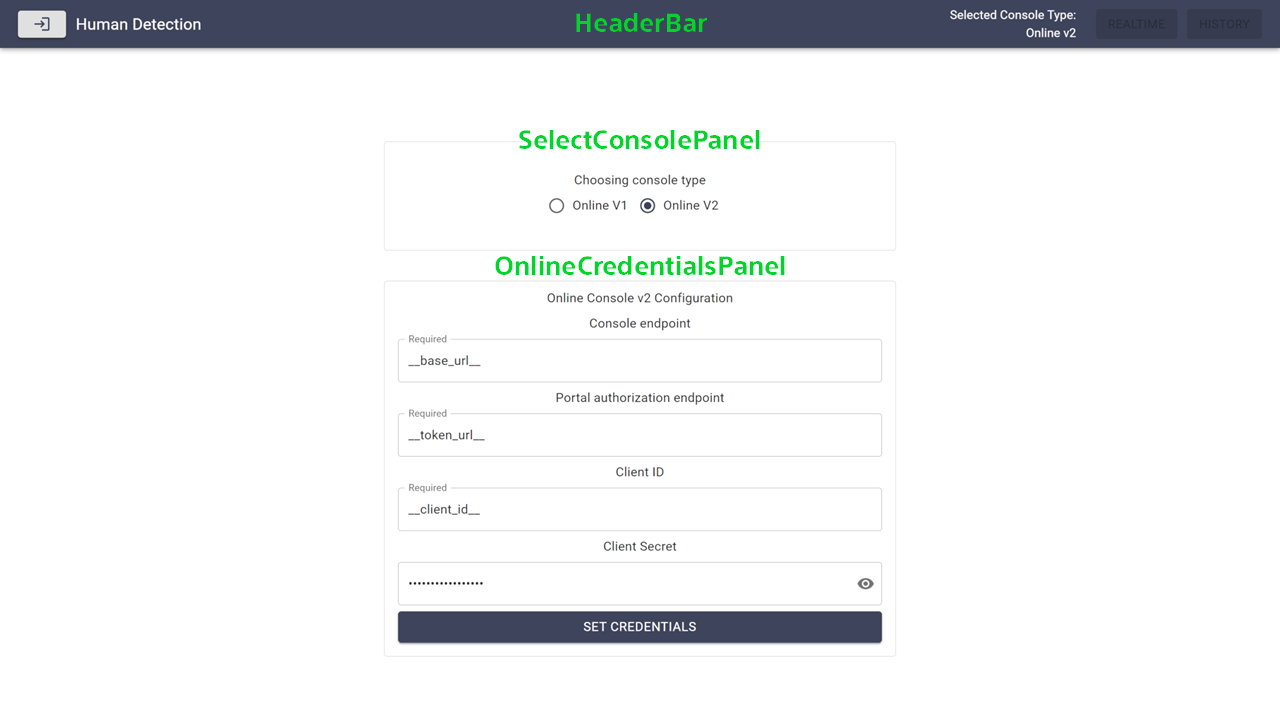 Human Detection
HeaderBar
Selected Console Type:
Online v2
REALTIME
HISTORY
SelectConsolePanel
Choosing console type
Online V1
Online V2
OnlineCredentialsPanel
Online Console v2 Configuration
Console endpoint
Required
__base_url__
Portal authorization endpoint
Required
__token_url__
Client ID
Required
__client_id__
Client Secret
•••••••••••••••••
SET CREDENTIALS